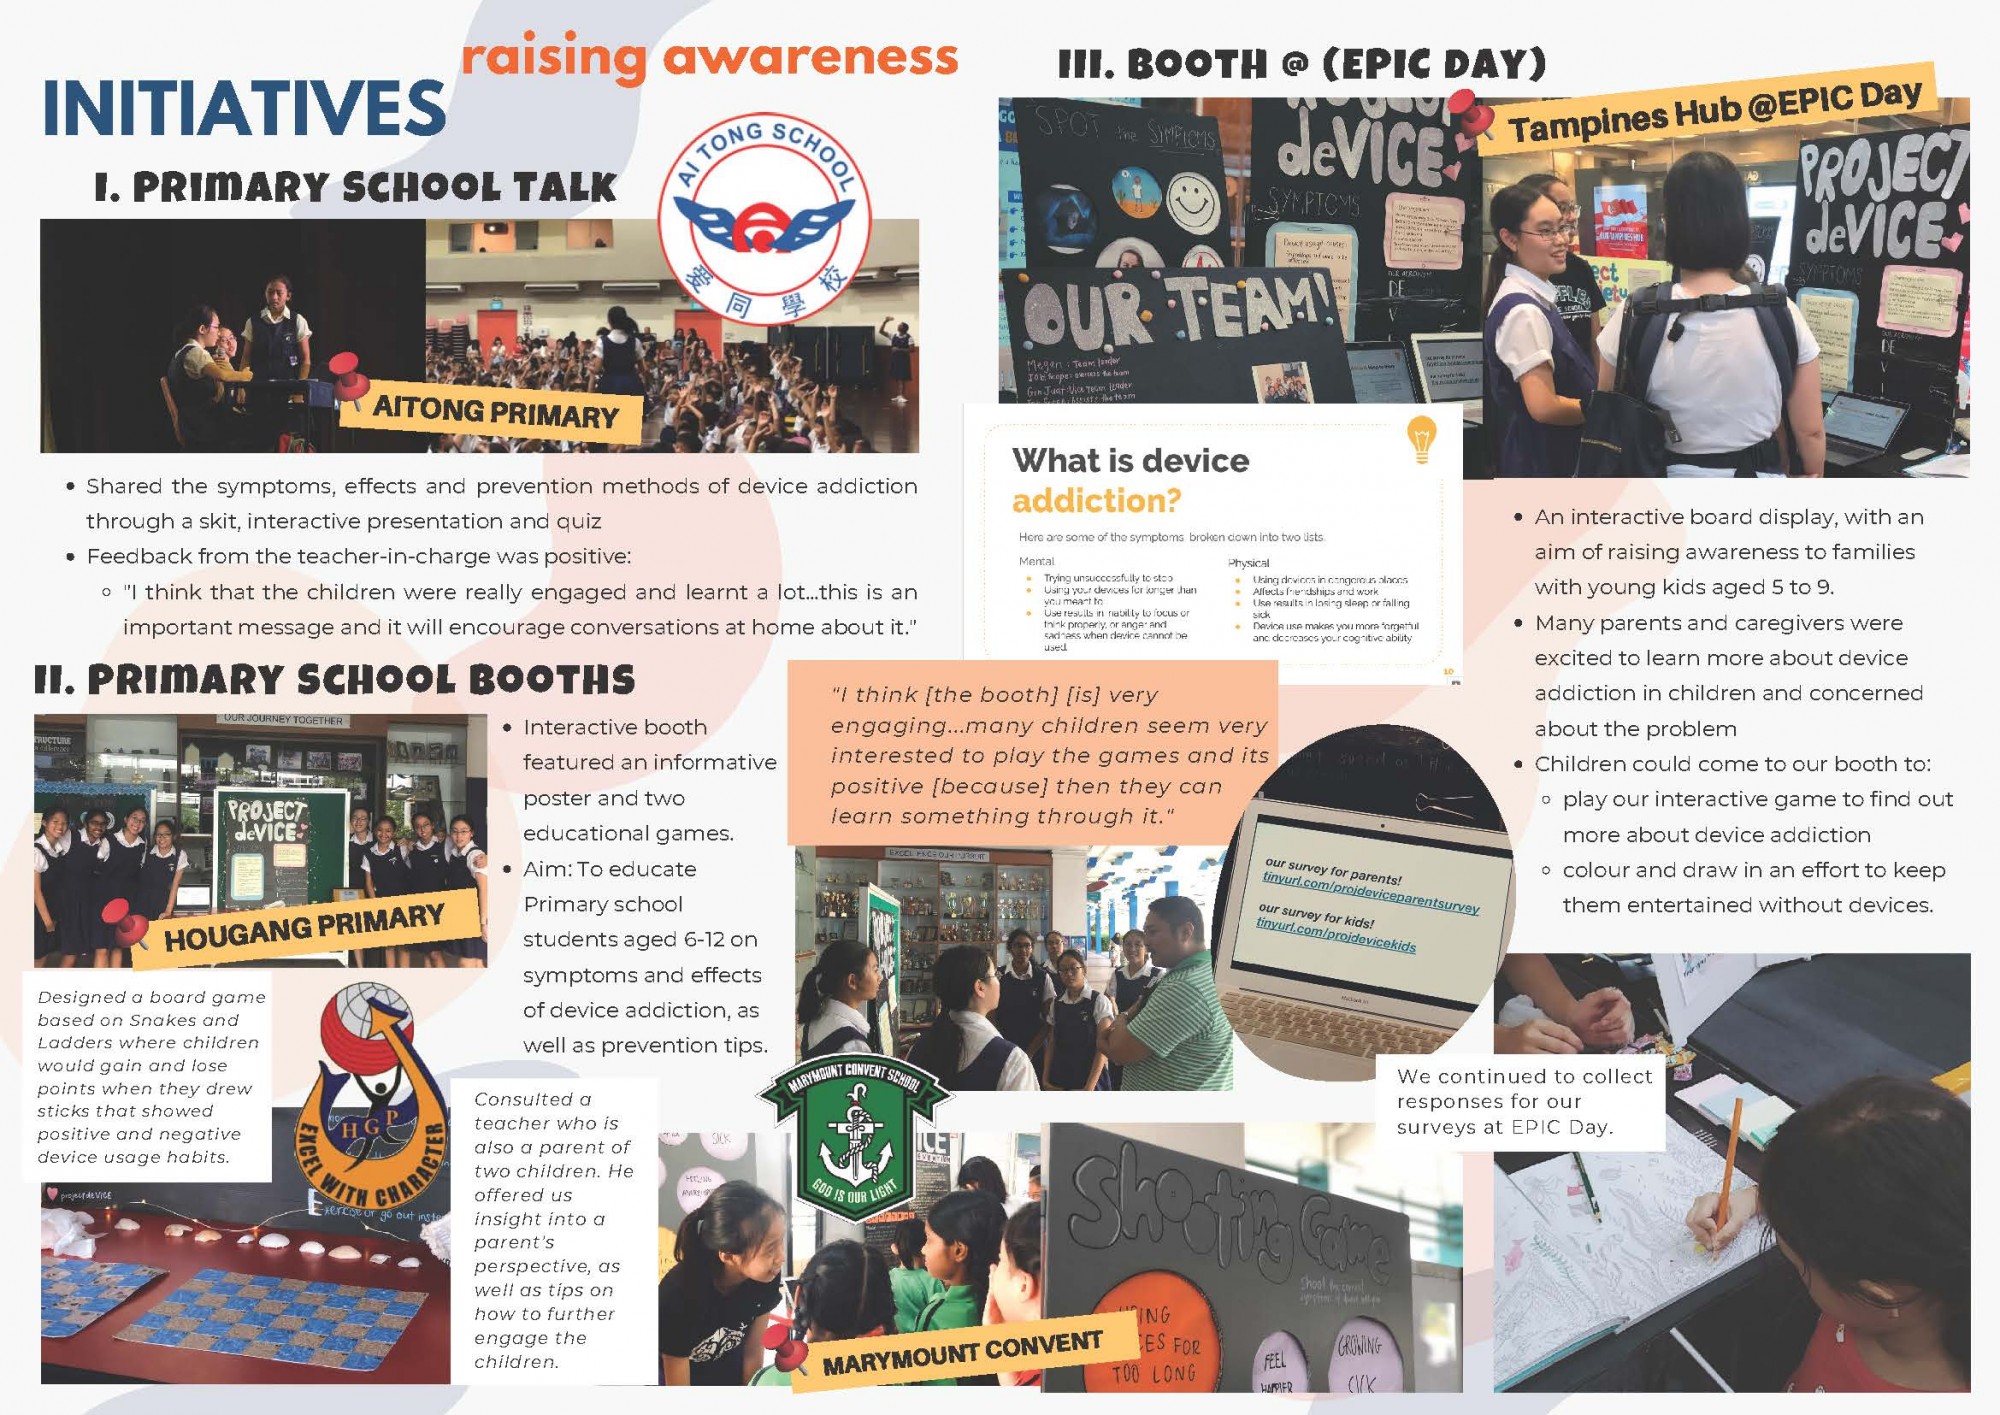 INITIATIVES
raising awareness
I. PRIMARY SCHOOL TALK
AI TONG SCHOOL
愛同學校
AITONG PRIMARY
• Shared the symptoms, effects and prevention methods of device addiction
through a skit, interactive presentation and quiz
• Feedback from the teacher-in-charge was positive:
◦ "I think that the children were really engaged and learnt a lot...this is an
important message and it will encourage conversations at home about it."
II. PRIMARY SCHOOL BOOTHS
OUR JOURNEY TOGETHER
PROJECT
deVICE
HOUGANG PRIMARY
• Interactive booth
featured an informative
poster and two
educational games.
• Aim: To educate
Primary school
students aged 6-12 on
symptoms and effects
of device addiction, as
well as prevention tips.
Designed a board game
based on Snakes and
Ladders where children
would gain and lose
points when they drew
sticks that showed
positive and negative
device usage habits.
HGP
EXCEL WITH CHARACTER
project deVICE
Exercise or go out
Consulted a
teacher who is
also a parent of
two children. He
offered us
insight into a
parent's
perspective, as
well as tips on
how to further
engage the
children.
"I think [the booth] [is] very
engaging...many children seem very
interested to play the games and its
positive [because] then they can
learn something through it."
MARYMOUNT CONVENT SCHOOL
GOD IS OUR LIGHT
SICK
MARYMOUNT CONVENT
Shooting Game
Shoot the correct
TOO LONG
FEEL
HAPPIER
GROWING
SICK
III. BOOTH @ (EPIC DAY)
Tampines Hub @EPIC Day
SPOT the SYMPTOMS
deVICE
SYMPTOMS
OUR TEAM!
Megan : Team leader
PROJECT
deVICE
SYMPTOMS
DE
V
I
What is device
addiction?
Here are some of the symptoms, broken down into two lists.
Mental
• Trying unsuccessfully to stop
• Using your devices for longer than
you meant to
• Use results in inability to focus or
think properly, or anger and
sadness when device cannot be
used.
Physical
• Using devices in dangerous places
• Affects friendships and work
• Use results in losing sleep or falling
sick
• Device use makes you more forgetful
and decreases your cognitive ability
10
• An interactive board display, with an
aim of raising awareness to families
with young kids aged 5 to 9.
• Many parents and caregivers were
excited to learn more about device
addiction in children and concerned
about the problem
• Children could come to our booth to:
◦ play our interactive game to find out
more about device addiction
◦ colour and draw in an effort to keep
them entertained without devices.
our survey for parents!
tinyurl.com/projdeviceparentsurvey
our survey for kids!
tinyurl.com/projdevicekids
We continued to collect
responses for our
surveys at EPIC Day.